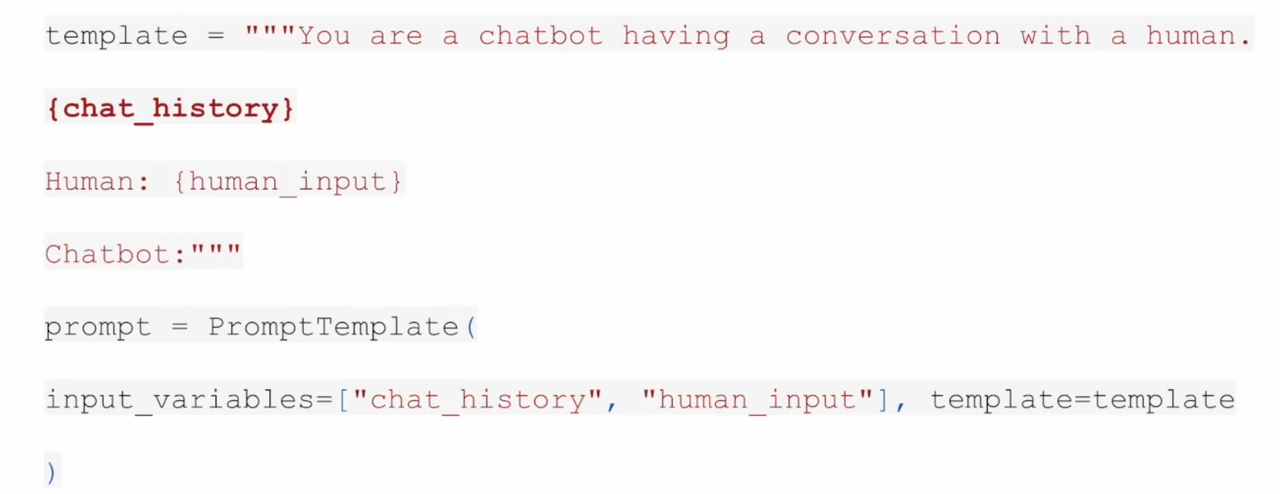 template = """You are a chatbot having a conversation with a human.
{chat_history}
Human: {human_input}
Chatbot:"""
prompt = PromptTemplate(
input_variables=["chat_history", "human_input"], template=template
)